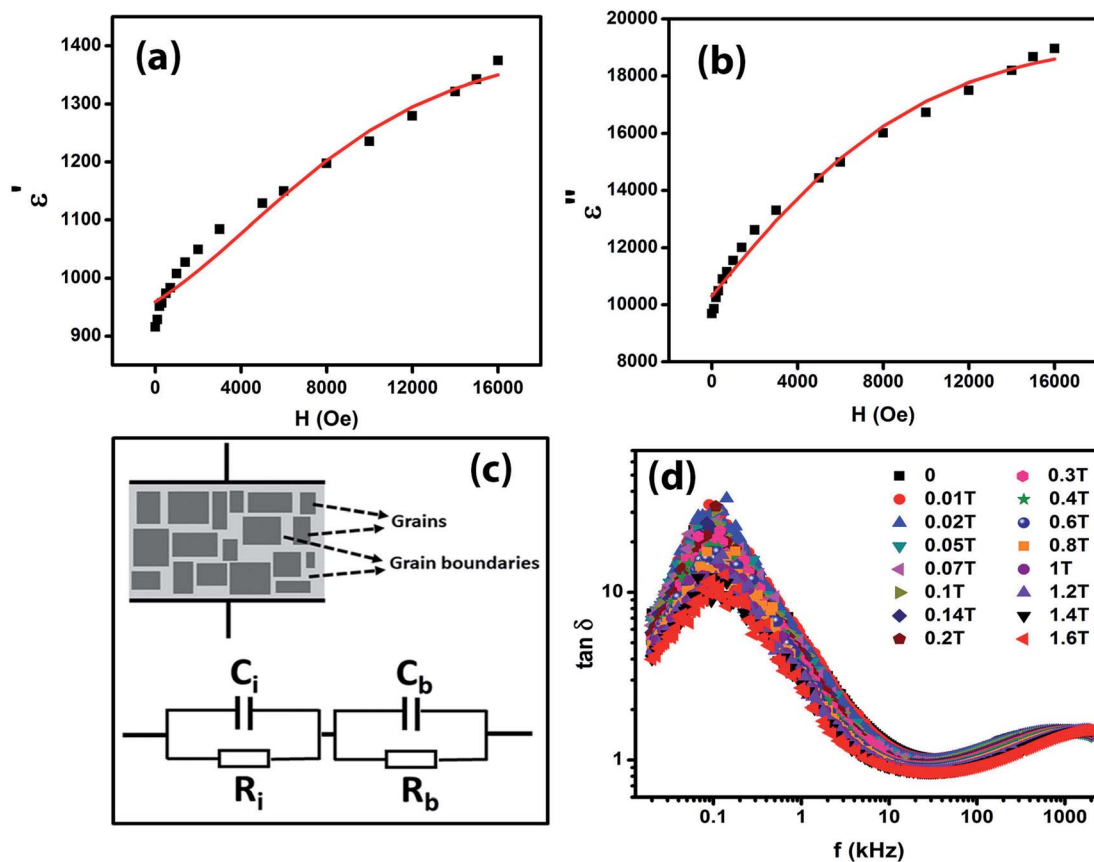 (a)
1400
1300
1200
1100
1000
900
ε'
0 4000 8000 12000 16000
H (Oe)
(b)
20000
18000
16000
14000
12000
10000
8000
ε"
0 4000 8000 12000 16000
H (Oe)
(c)
Grains
Grain boundaries
C_i C_b
R_i R_b
(d)
0 0.3T
0.01T 0.4T
0.02T 0.6T
0.05T 0.8T
0.07T 1T
0.1T 1.2T
0.14T 1.4T
0.2T 1.6T
10
1
tan δ
0.1 1 10 100 1000
f (kHz)